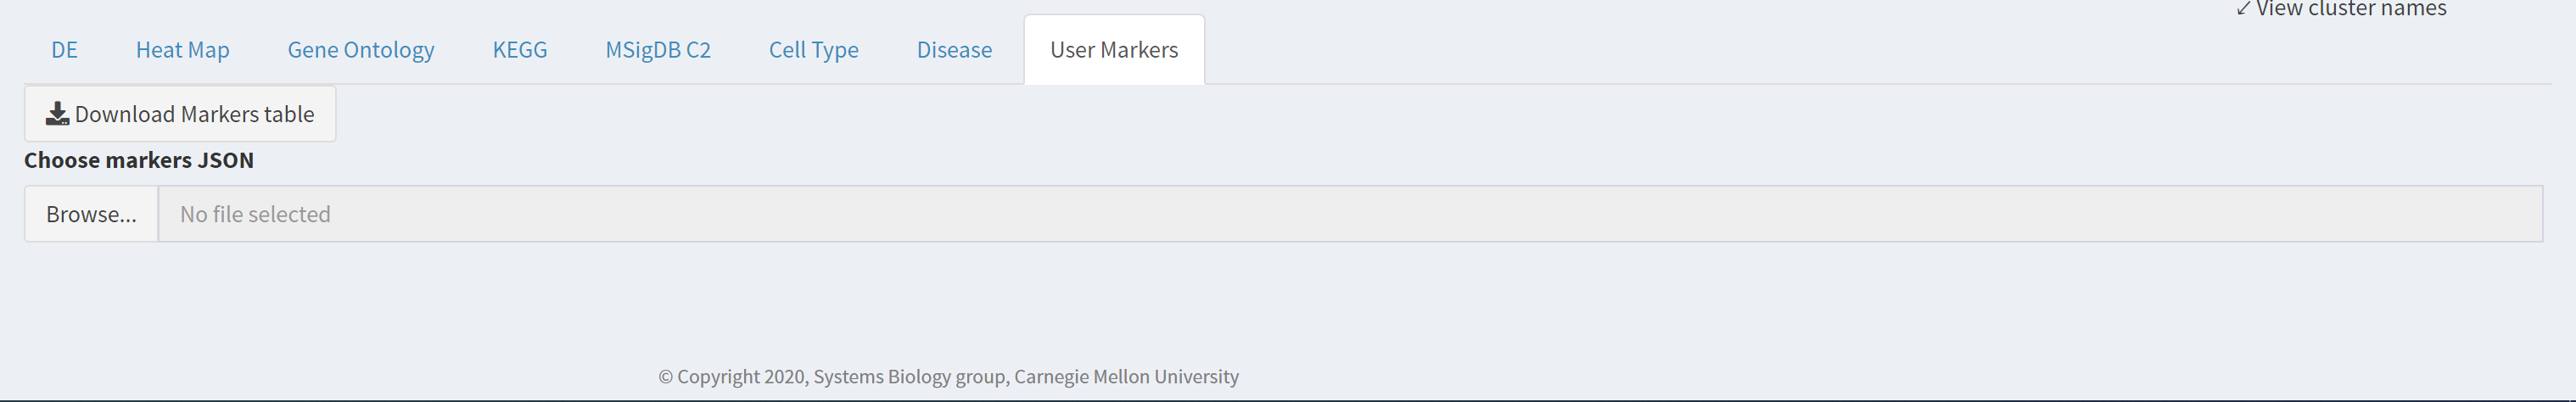 ↙ View cluster names
DE Heat Map Gene Ontology KEGG MSigDB C2 Cell Type Disease User Markers
Download Markers table
Choose markers JSON
Browse... No file selected
© Copyright 2020, Systems Biology group, Carnegie Mellon University